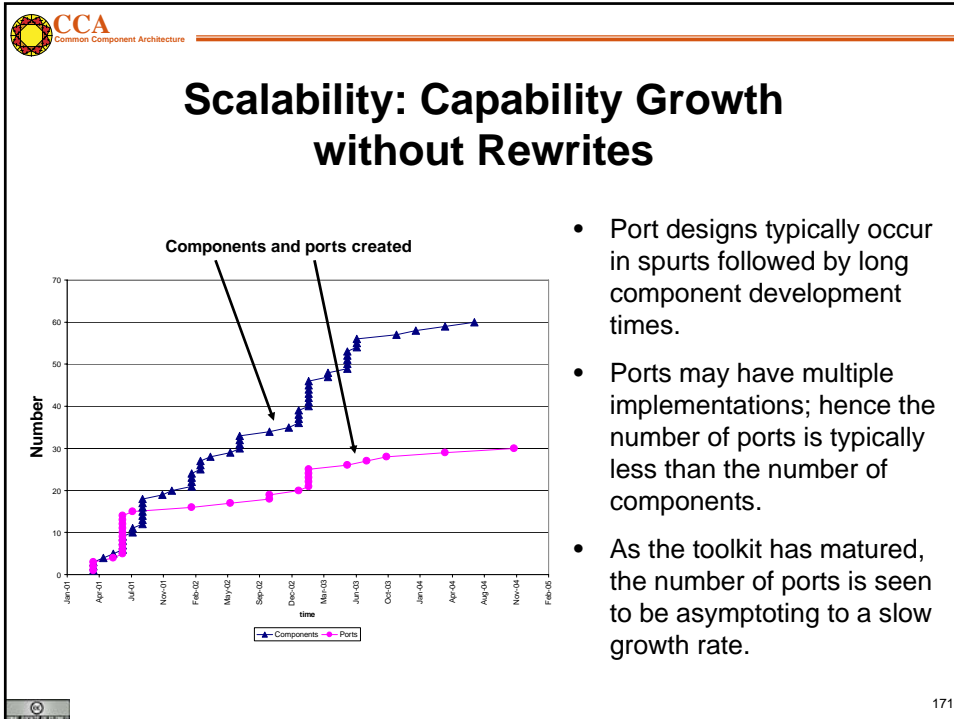 CCA
Common Component Architecture
Scalability: Capability Growth
without Rewrites
Components and ports created
70
60
50
40
30
20
10
0
Number
Jan-01
Apr-01
Jul-01
Nov-01
Feb-02
May-02
Sep-02
Dec-02
Mar-03
Jun-03
Oct-03
Jan-04
Apr-04
Aug-04
Nov-04
Feb-05
time
Components
Ports
• Port designs typically occur
in spurts followed by long
component development
times.
• Ports may have multiple
implementations; hence the
number of ports is typically
less than the number of
components.
• As the toolkit has matured,
the number of ports is seen
to be asymptoting to a slow
growth rate.
cc
171